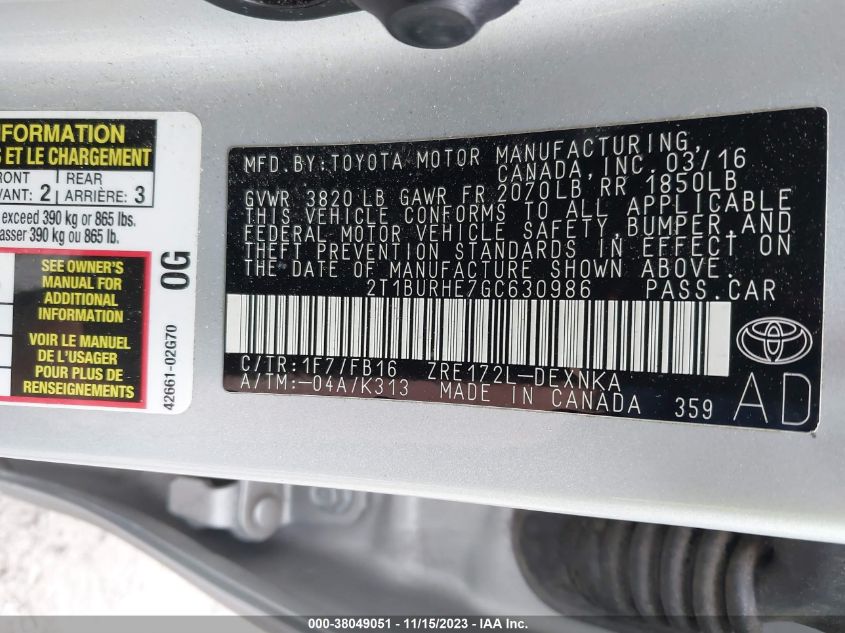 FORMATION
S ET LE CHARGEMENT
FRONT
VANT: 2
REAR
ARRIÈRE: 3
exceed 390 kg or 865 lbs.
asser 390 kg ou 865 lb.
SEE OWNER'S
MANUAL FOR
ADDITIONAL
INFORMATION
VOIR LE MANUEL
DE L'USAGER
POUR PLUS DE
RENSEIGNEMENTS
0G
42661-02G70
MFD. BY:TOYOTA MOTOR MANUFACTURING,
CANADA, INC. 03/16
GVWR 3820 LB GAWR FR 2070LB RR 1850LB
THIS VEHICLE CONFORMS TO ALL APPLICABLE
FEDERAL MOTOR VEHICLE SAFETY, BUMPER, AND
THEFT PREVENTION STANDARDS IN EFFECT ON
THE DATE OF MANUFACTURE SHOWN ABOVE.
2T1BURHE7GC630986 PASS.CAR
C/TR:1F7/FB16 ZRE172L-DEXNKA
A/TM:-04A/K313 MADE IN CANADA 359
AD
000-38049051 - 11/15/2023 - IAA Inc.